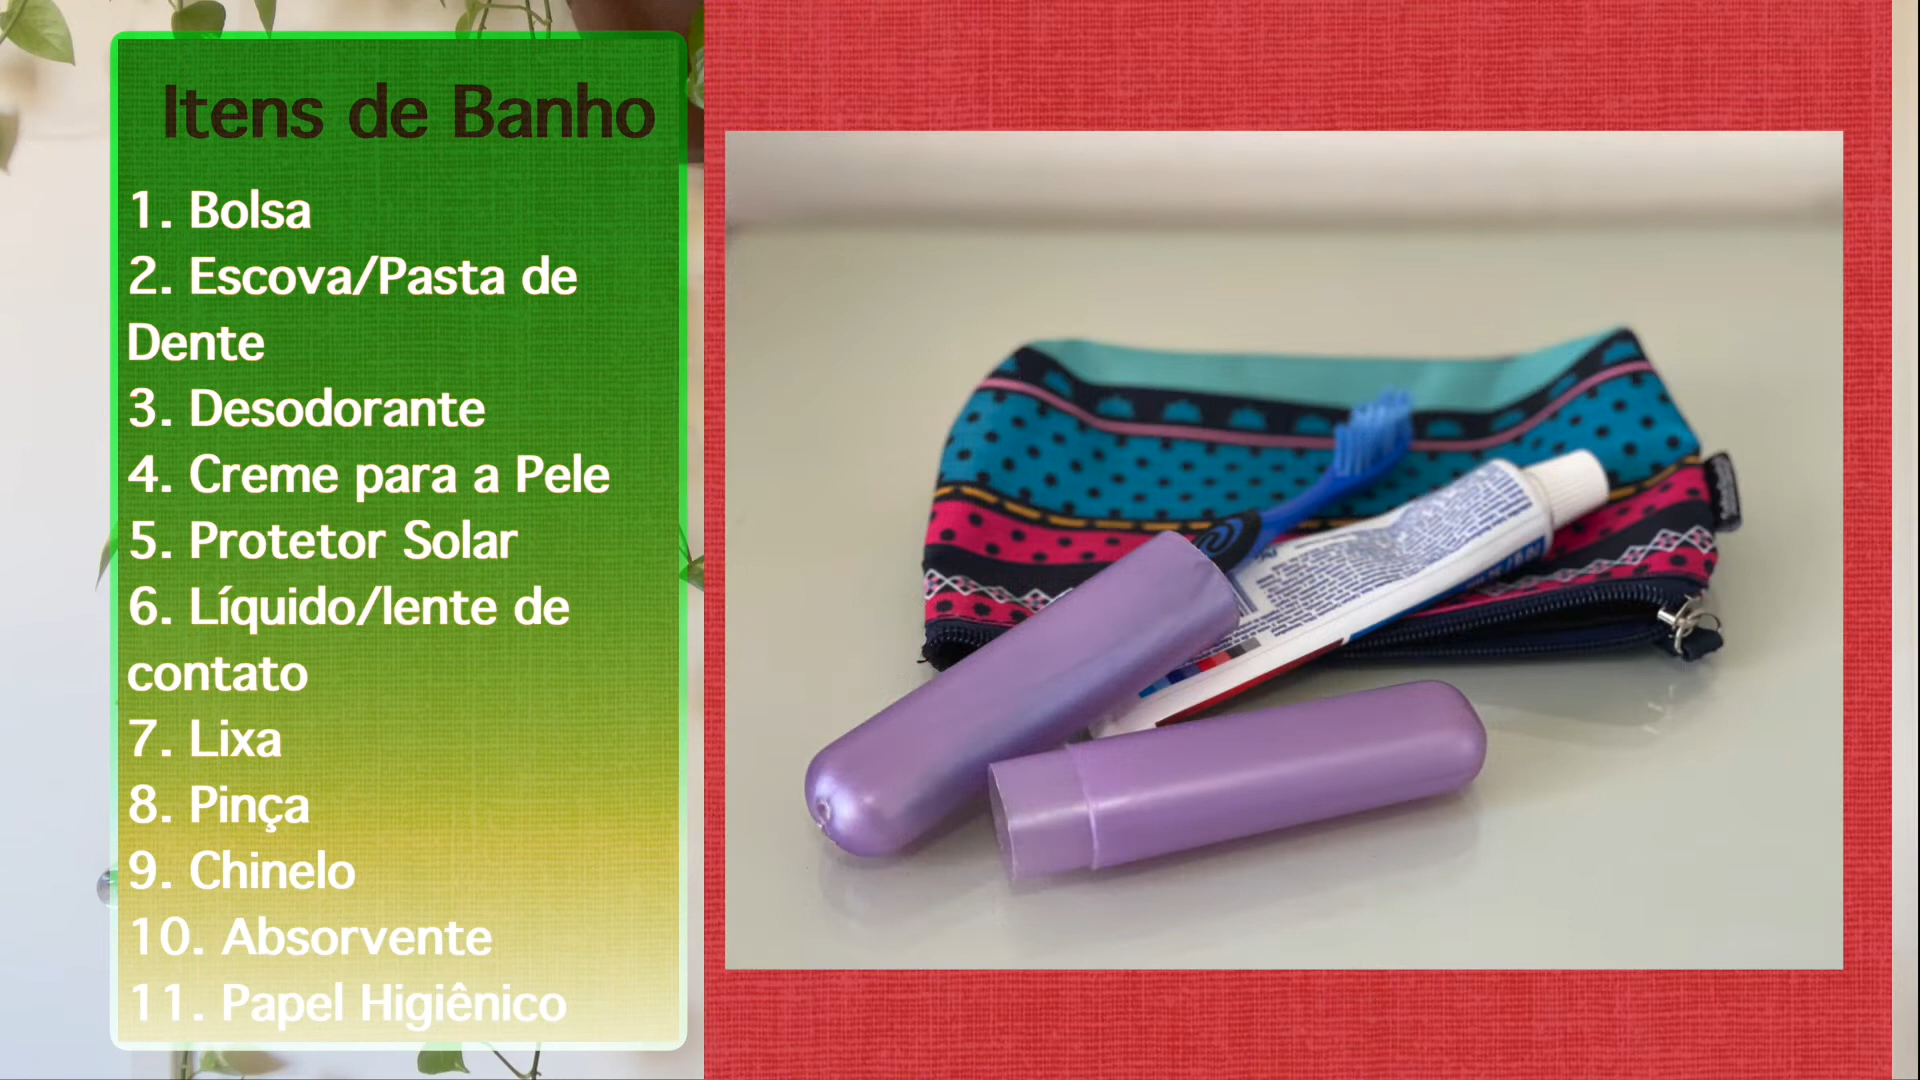 Itens de Banho
1. Bolsa
2. Escova/Pasta de
Dente
3. Desodorante
4. Creme para a Pele
5. Protetor Solar
6. Líquido/lente de
contato
7. Lixa
8. Pinça
9. Chinelo
10. Absorvente
11. Papel Higiênico